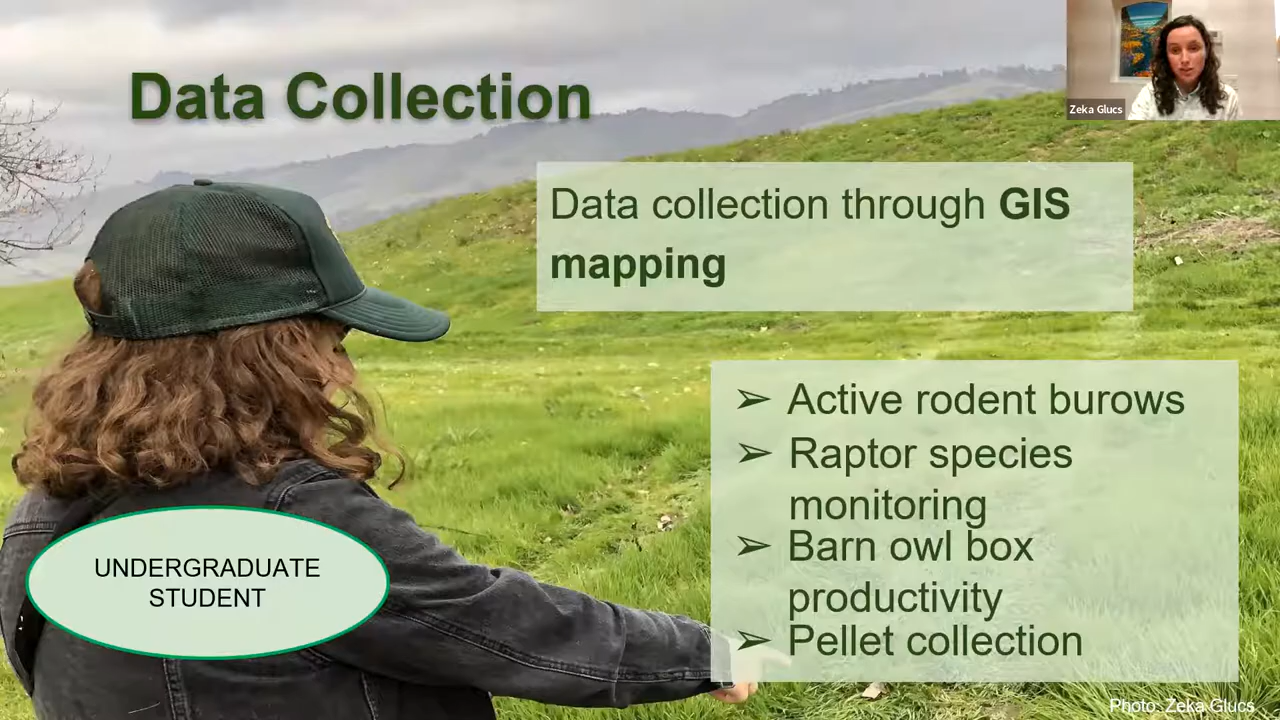 Data Collection
Zeka Glucs
Data collection through GIS
mapping
➢ Active rodent burows
➢ Raptor species
monitoring
➢ Barn owl box
productivity
➢ Pellet collection
UNDERGRADUATE
STUDENT
Photo: Zeka Glucs